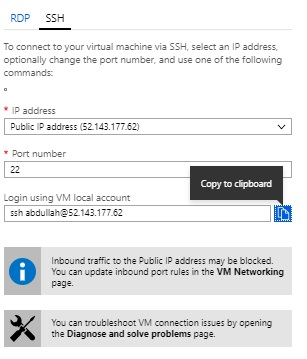 RDP SSH
To connect to your virtual machine via SSH, select an IP address,
optionally change the port number, and use one of the following
commands:
* IP address
Public IP address (52.143.177.62)
* Port number
22
Copy to clipboard
Login using VM local account
ssh abdullah@52.143.177.62
Inbound traffic to the Public IP address may be blocked.
You can update inbound port rules in the VM Networking
page.
You can troubleshoot VM connection issues by opening
the Diagnose and solve problems page.